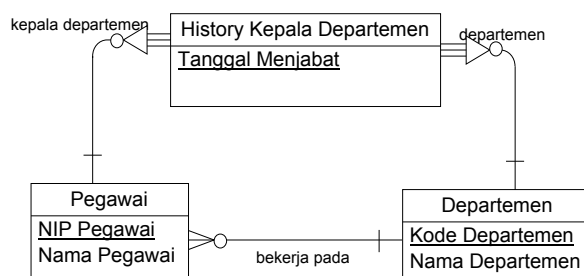 kepala departemen
History Kepala Departemen
departemen
Tanggal Menjabat
Pegawai
NIP Pegawai
Nama Pegawai
bekerja pada
Departemen
Kode Departemen
Nama Departemen